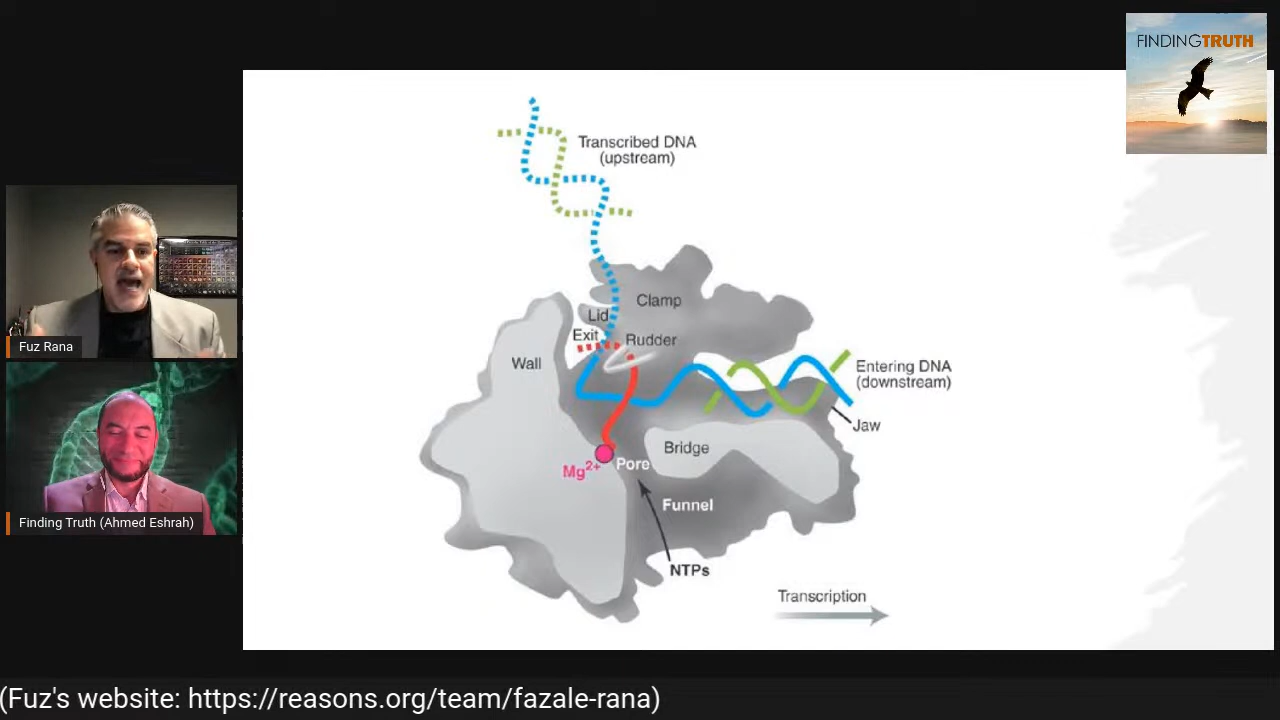 FINDINGTRUTH
Transcribed DNA
(upstream)
Clamp
Lid
Exit
Rudder
Wall
Entering DNA
(downstream)
Jaw
Bridge
Mg2+
Pore
Funnel
NTPs
Transcription
Fuz Rana
Finding Truth (Ahmed Eshrah)
(Fuz's website: https://reasons.org/team/fazale-rana)